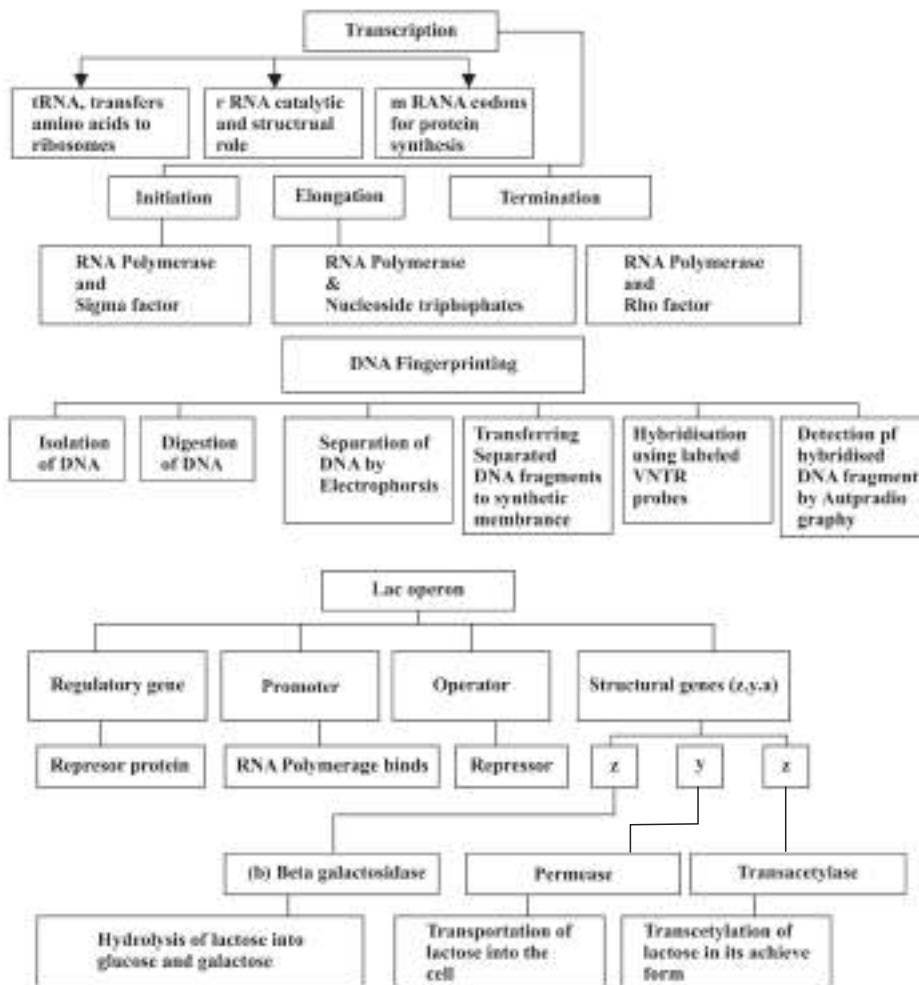 Transcription
tRNA, transfers
amino acids to
ribosomes
r RNA catalytic
and structrual
role
m RANA codons
for protein
synthesis
Initiation
Elongation
Termination
RNA Polymerase
and
Sigma factor
RNA Polymerase
&
Nucleoside triphophates
RNA Polymerase
and
Rho factor
DNA Fingerprinting
Isolation
of DNA
Digestion
of DNA
Separation of
DNA by
Electrophorsis
Transferring
Separated
DNA fragments
to synthetic
membrance
Hybridisation
using labeled
VNTR
probes
Detection pf
hybridised
DNA fragment
by Autpradio
graphy
Lac operon
Regulatory gene
Promoter
Operator
Structural genes (z.y.a)
Represor protein
RNA Polymerage binds
Repressor
z
y
z
(b) Beta galactosidase
Permease
Transacetylase
Hydrolysis of lactose into
glucose and galactose
Transportation of
lactose into the
cell
Transcetylation of
lactose in its achieve
form